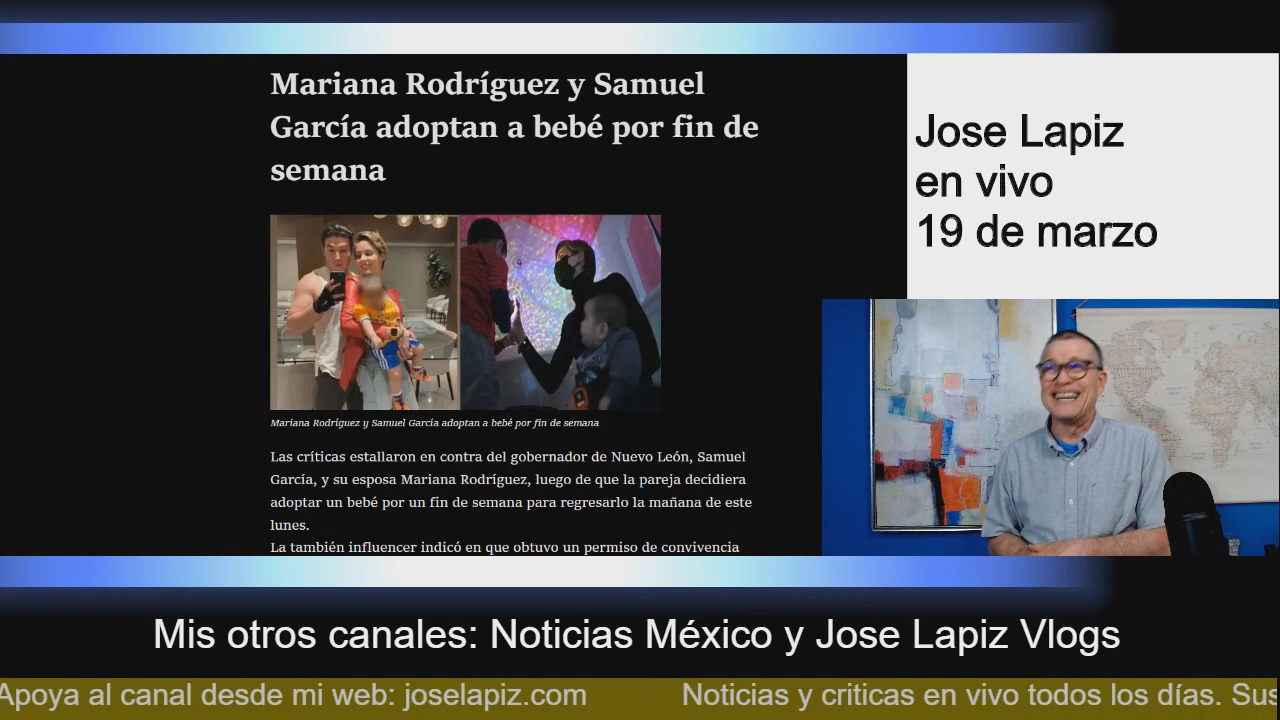 Mariana Rodríguez y Samuel
García adoptan a bebé por fin de
semana
Mariana Rodríguez y Samuel García adoptan a bebé por fin de semana
Las críticas estallaron en contra del gobernador de Nuevo León, Samuel
García, y su esposa Mariana Rodríguez, luego de que la pareja decidiera
adoptar un bebé por un fin de semana para regresarlo la mañana de este
lunes.
La también influencer indicó en que obtuvo un permiso de convivencia
Jose Lapiz
en vivo
19 de marzo
Mis otros canales: Noticias México y Jose Lapiz Vlogs
Apoya al canal desde mi web: joselapiz.com Noticias y criticas en vivo todos los días. Sus